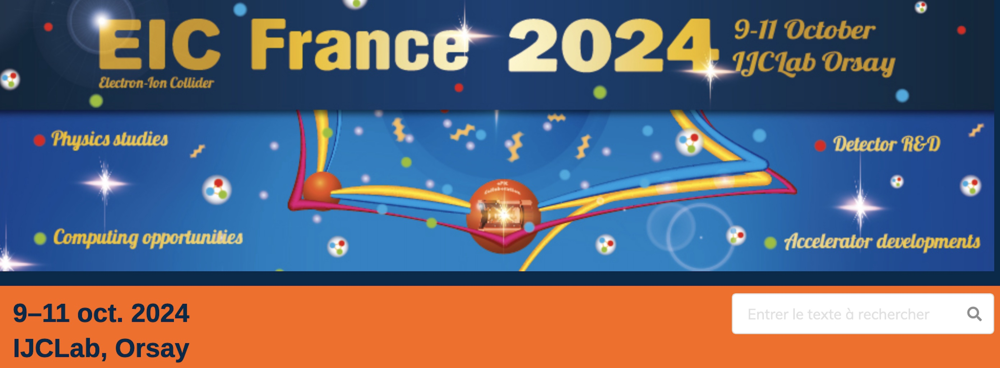 EIC France 2024
9-11 October
IJCLab Orsay
Electron-Ion Collider
Physics studies
Detector R&D
ePIC
Collaboration
Computing opportunities
Accelerator developments
9–11 oct. 2024
IJCLab, Orsay
Entrer le texte à rechercher